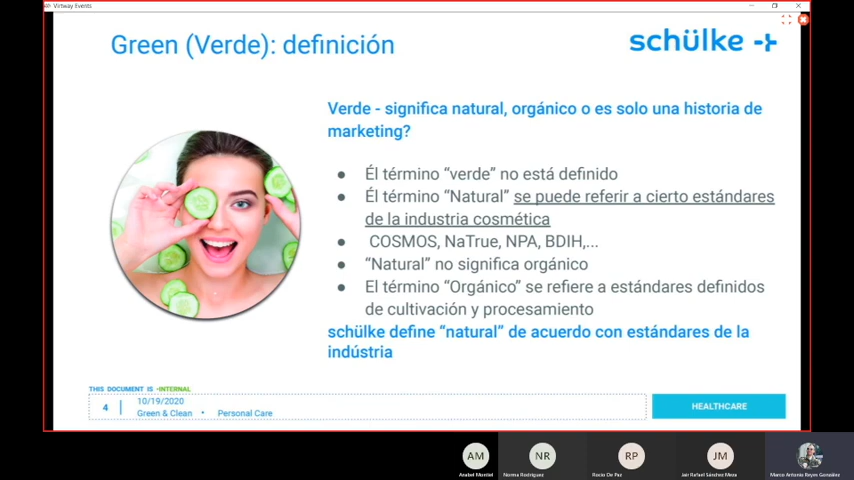 Virtway Events
Green (Verde): definición
schülke
Verde - significa natural, orgánico o es solo una historia de
marketing?
● Él término “verde” no está definido
● Él término “Natural” se puede referir a cierto estándares
de la industria cosmética
● COSMOS, NaTrue, NPA, BDIH,...
● “Natural” no significa orgánico
● El término “Orgánico” se refiere a estándares definidos
de cultivación y procesamiento
schülke define “natural” de acuerdo con estándares de la
indústria
THIS DOCUMENT IS -INTERNAL
4
10/19/2020
Green & Clean • Personal Care
HEALTHCARE
AM
NR
RP
JM
Anabel Montiel
Norma Rodriguez
Rocio De Paz
Jair Rafael Sánchez Meza
Marco Antonio Reyes González